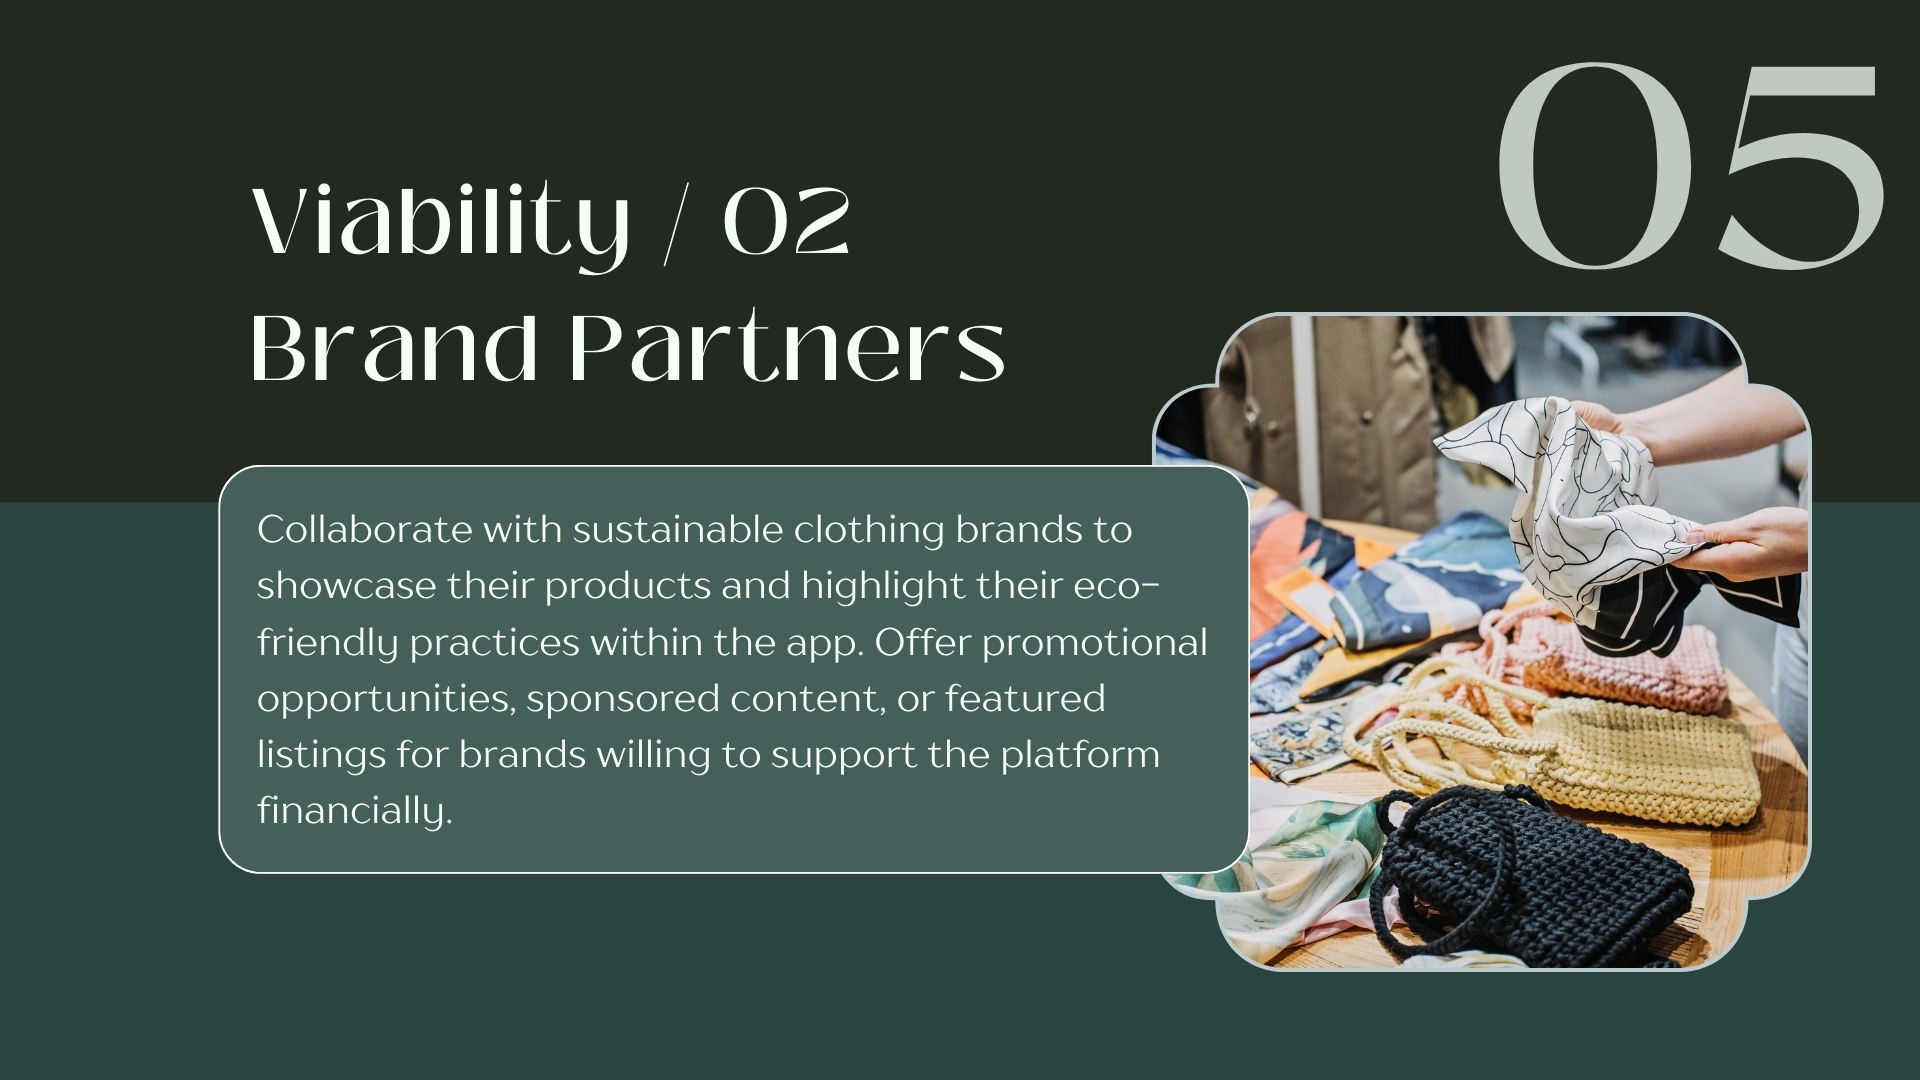 05
Viability / 02
Brand Partners
Collaborate with sustainable clothing brands to
showcase their products and highlight their eco-
friendly practices within the app. Offer promotional
opportunities, sponsored content, or featured
listings for brands willing to support the platform
financially.